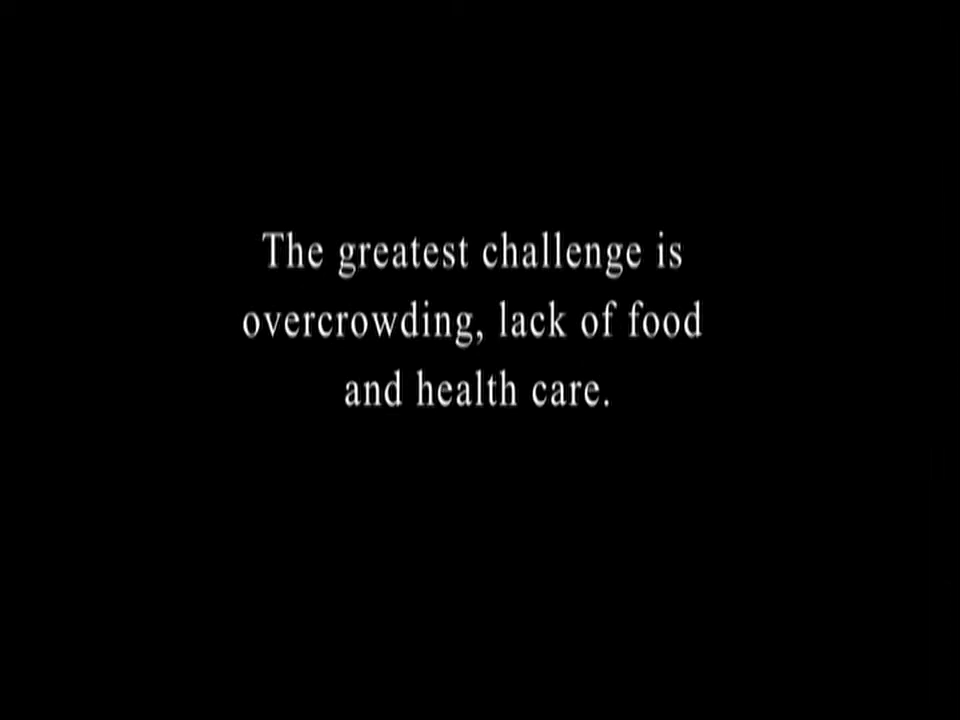 The greatest challenge is
overcrowding, lack of food
and health care.